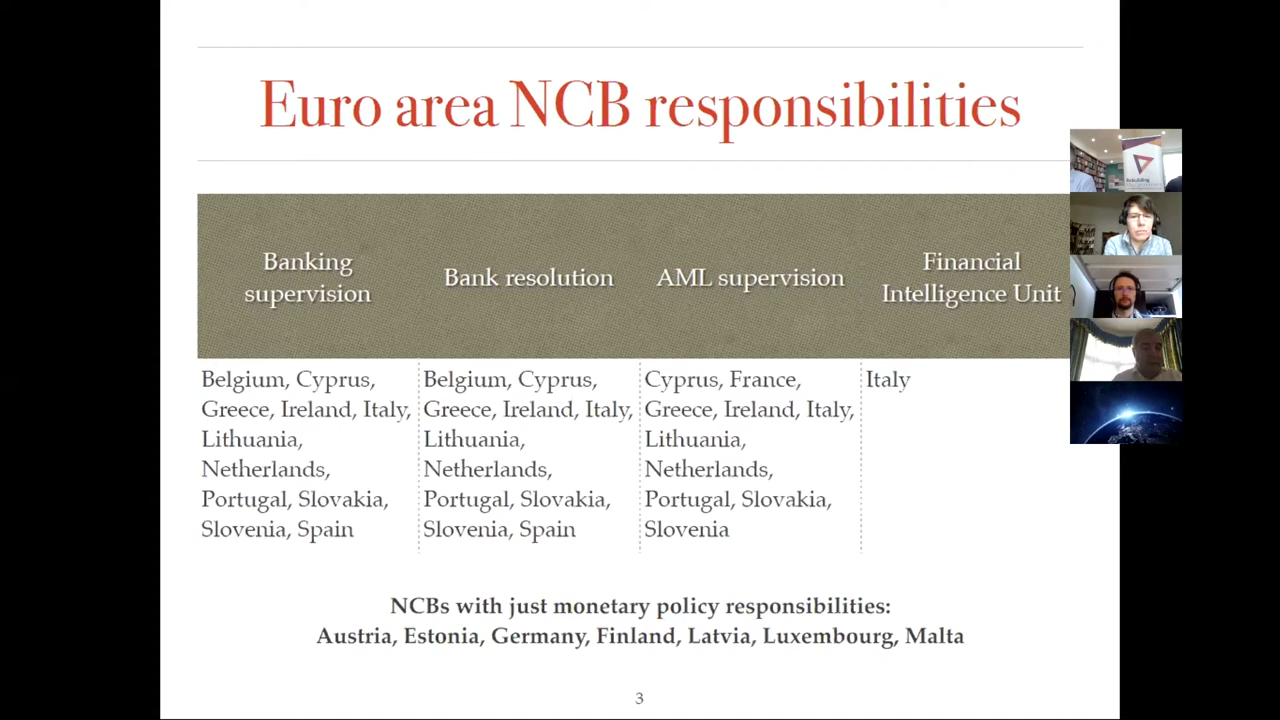 Euro area NCB responsibilities
Banking
supervision
Bank resolution
AML supervision
Financial
Intelligence Unit
Belgium, Cyprus,
Greece, Ireland, Italy,
Lithuania,
Netherlands,
Portugal, Slovakia,
Slovenia, Spain
Belgium, Cyprus,
Greece, Ireland, Italy,
Lithuania,
Netherlands,
Portugal, Slovakia,
Slovenia, Spain
Cyprus, France,
Greece, Ireland, Italy,
Lithuania,
Netherlands,
Portugal, Slovakia,
Slovenia
Italy
NCBs with just monetary policy responsibilities:
Austria, Estonia, Germany, Finland, Latvia, Luxembourg, Malta
3
Rebuilding